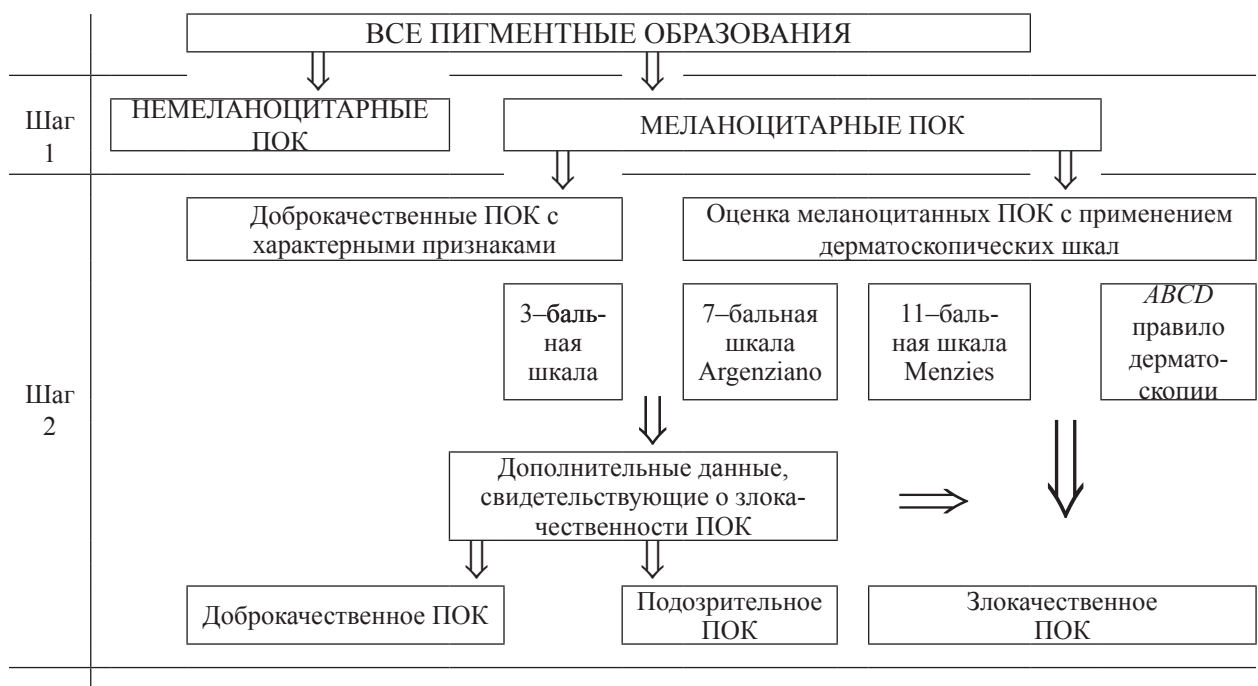 ВСЕ ПИГМЕНТНЫЕ ОБРАЗОВАНИЯ
Шаг
1
НЕМЕЛАНОЦИТАРНЫЕ
ПОК
МЕЛАНОЦИТАРНЫЕ ПОК
Шаг
2
Доброкачественные ПОК с
характерными признаками
Оценка меланоцитанных ПОК с применением
дерматоскопических шкал
3–баль-
ная
шкала
7–бальная
шкала
Argenziano
11–баль-
ная шкала
Menzies
ABCD
правило
дермато-
скопии
Дополнительные данные,
свидетельствующие о злока-
чественности ПОК
Доброкачественное ПОК
Подозрительное
ПОК
Злокачественное
ПОК